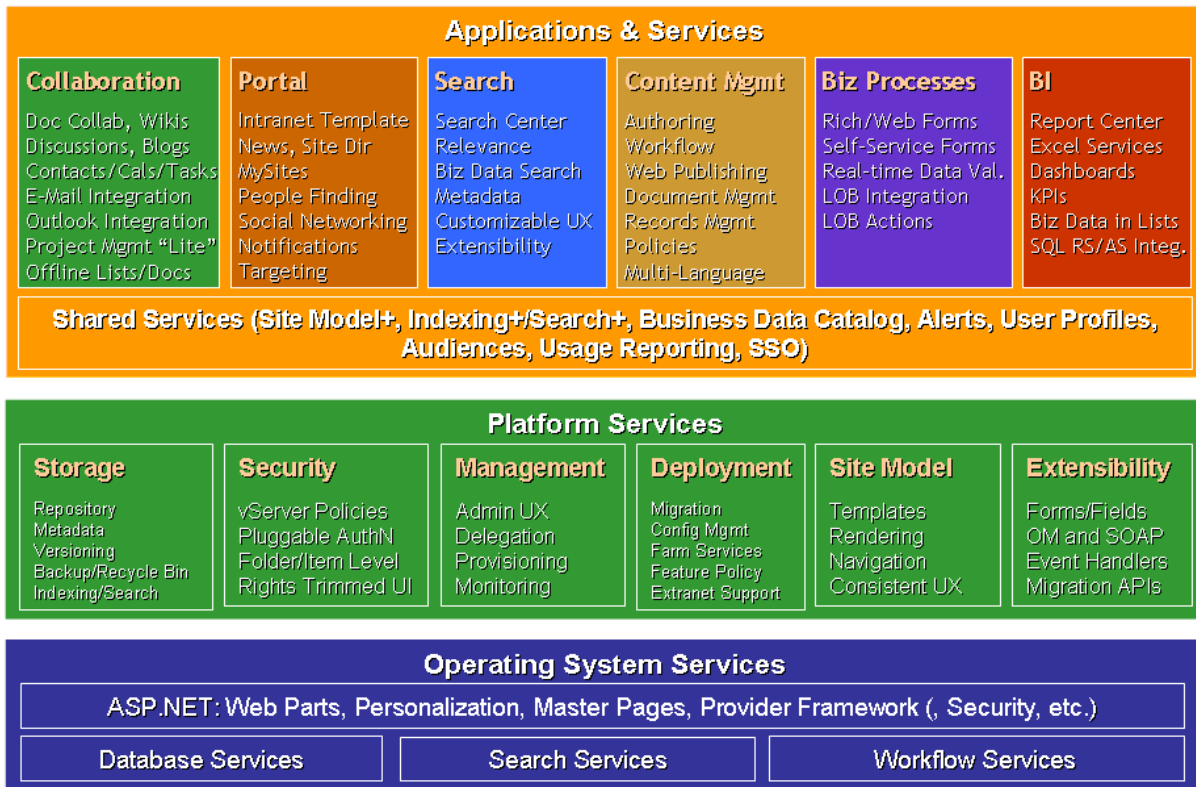 Applications & Services
Collaboration
Doc Collab, Wikis
Discussions, Blogs
Contacts/Cals/Tasks
E-Mail Integration
Outlook Integration
Project Mgmt “Lite”
Offline Lists/Docs
Portal
Intranet Template
News, Site Dir
MySites
People Finding
Social Networking
Notifications
Targeting
Search
Search Center
Relevance
Biz Data Search
Metadata
Customizable UX
Extensibility
Content Mgmt
Authoring
Workflow
Web Publishing
Document Mgmt
Records Mgmt
Policies
Multi-Language
Biz Processes
Rich/Web Forms
Self-Service Forms
Real-time Data Val.
LOB Integration
LOB Actions
BI
Report Center
Excel Services
Dashboards
KPIs
Biz Data in Lists
SQL RS/AS Integ.
Shared Services (Site Model+, Indexing+/Search+, Business Data Catalog, Alerts, User Profiles,
Audiences, Usage Reporting, SSO)
Platform Services
Storage
Repository
Metadata
Versioning
Backup/Recycle Bin
Indexing/Search
Security
vServer Policies
Pluggable AuthN
Folder/Item Level
Rights Trimmed UI
Management
Admin UX
Delegation
Provisioning
Monitoring
Deployment
Migration
Config Mgmt
Farm Services
Feature Policy
Extranet Support
Site Model
Templates
Rendering
Navigation
Consistent UX
Extensibility
Forms/Fields
OM and SOAP
Event Handlers
Migration APIs
Operating System Services
ASP.NET: Web Parts, Personalization, Master Pages, Provider Framework (, Security, etc.)
Database Services
Search Services
Workflow Services